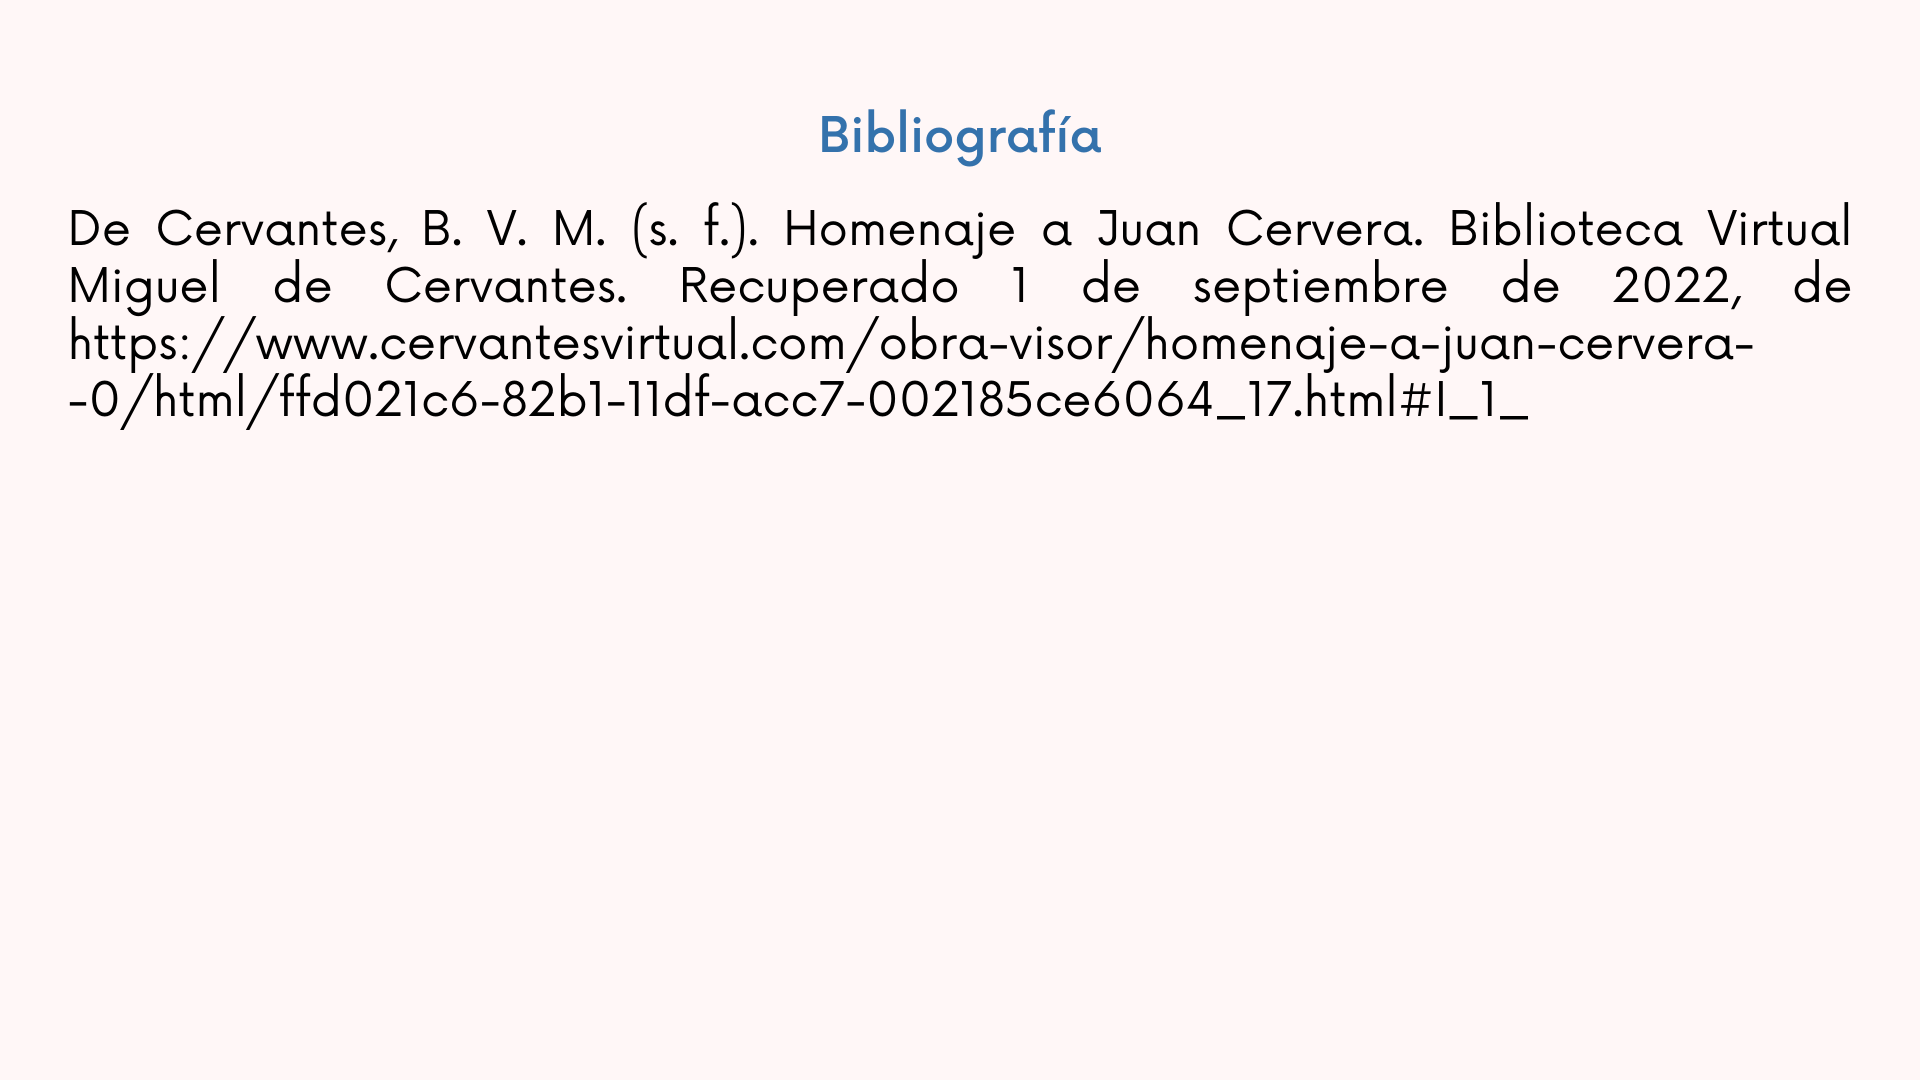 Bibliografía
De Cervantes, B. V. M. (s. f.). Homenaje a Juan Cervera. Biblioteca Virtual
Miguel de Cervantes. Recuperado 1 de septiembre de 2022, de
https://www.cervantesvirtual.com/obra-visor/homenaje-a-juan-cervera-
-0/html/ffd021c6-82b1-11df-acc7-002185ce6064_17.html#I_1_